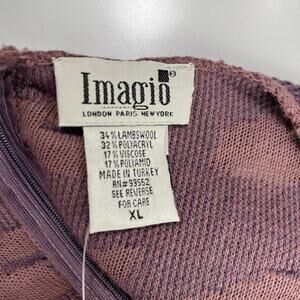 Imagio®
LONDON PARIS NEW YORK
34% LAMBSWOOL
32% POLYACRYL
17% VISCOSE
17% POLYAMID
MADE IN TURKEY
RN# 93552
SEE REVERSE
FOR CARE
XL